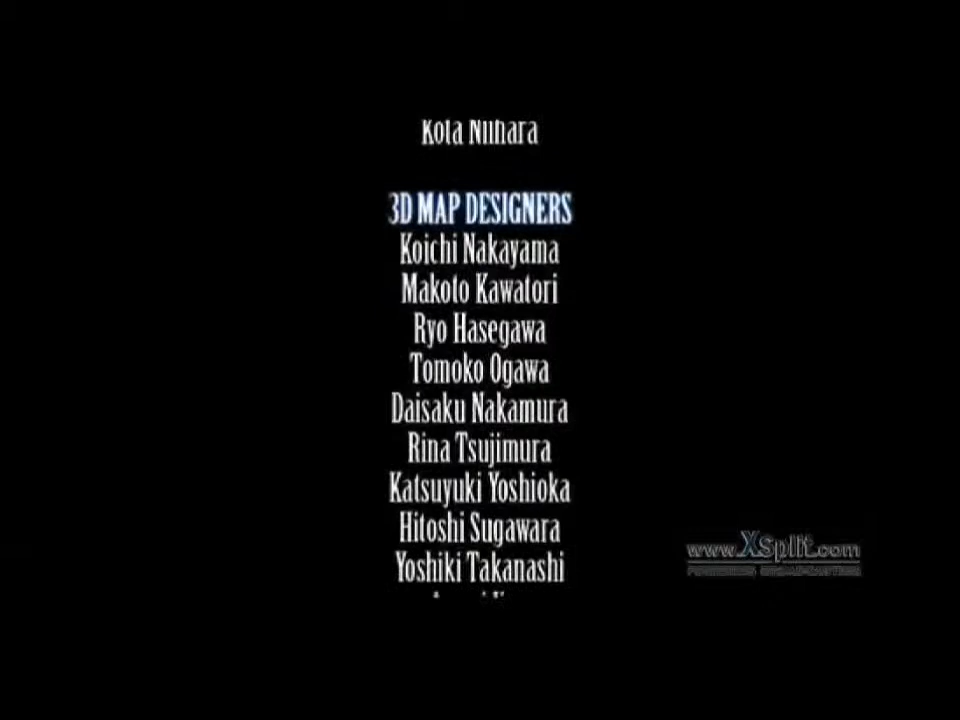 Kota Niihara
3D MAP DESIGNERS
Koichi Nakayama
Makoto Kawatori
Ryo Hasegawa
Tomoko Ogawa
Daisaku Nakamura
Rina Tsujimura
Katsuyuki Yoshioka
Hitoshi Sugawara
Yoshiki Takanashi
www.XSplit.com